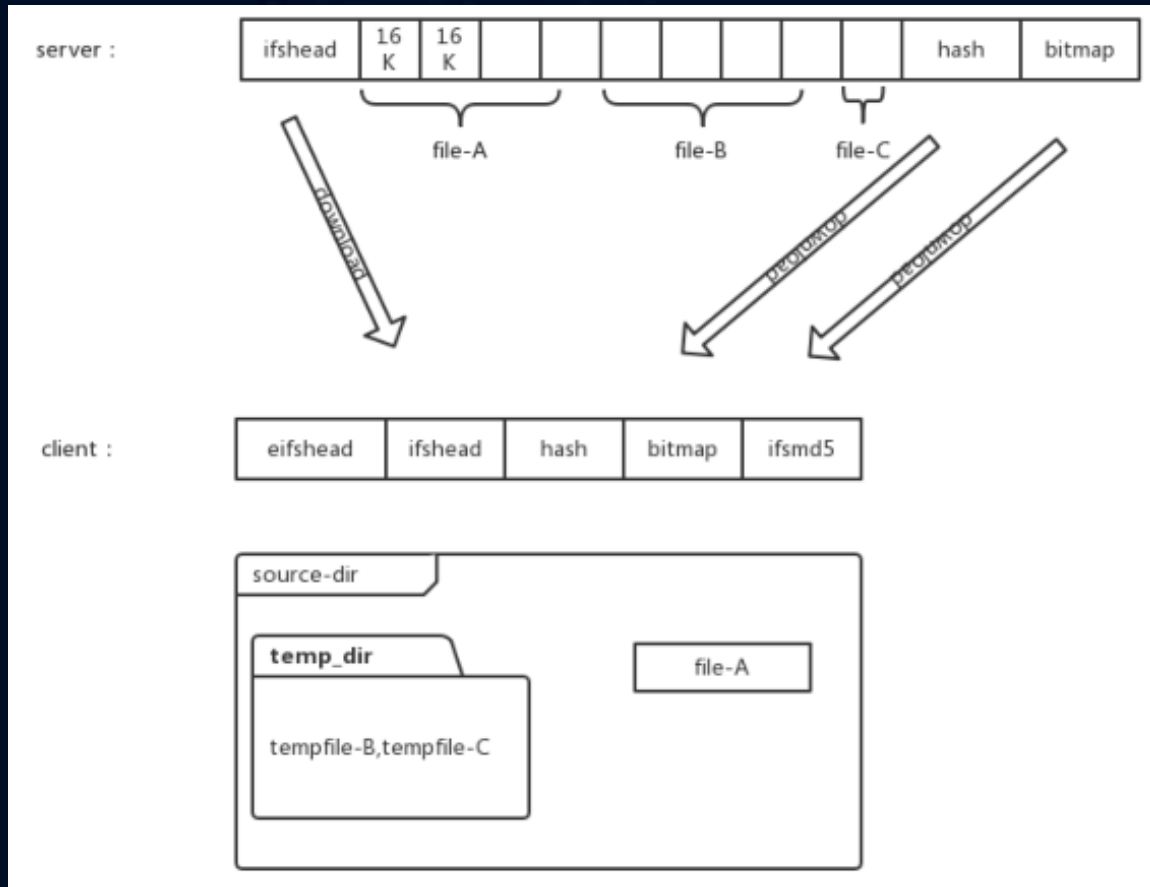 server :
ifshead
16
K
16
K
hash
bitmap
file-A
file-B
file-C
download
download
download
client :
eifshead
ifshead
hash
bitmap
ifsmd5
source-dir
temp_dir
file-A
tempfile-B,tempfile-C